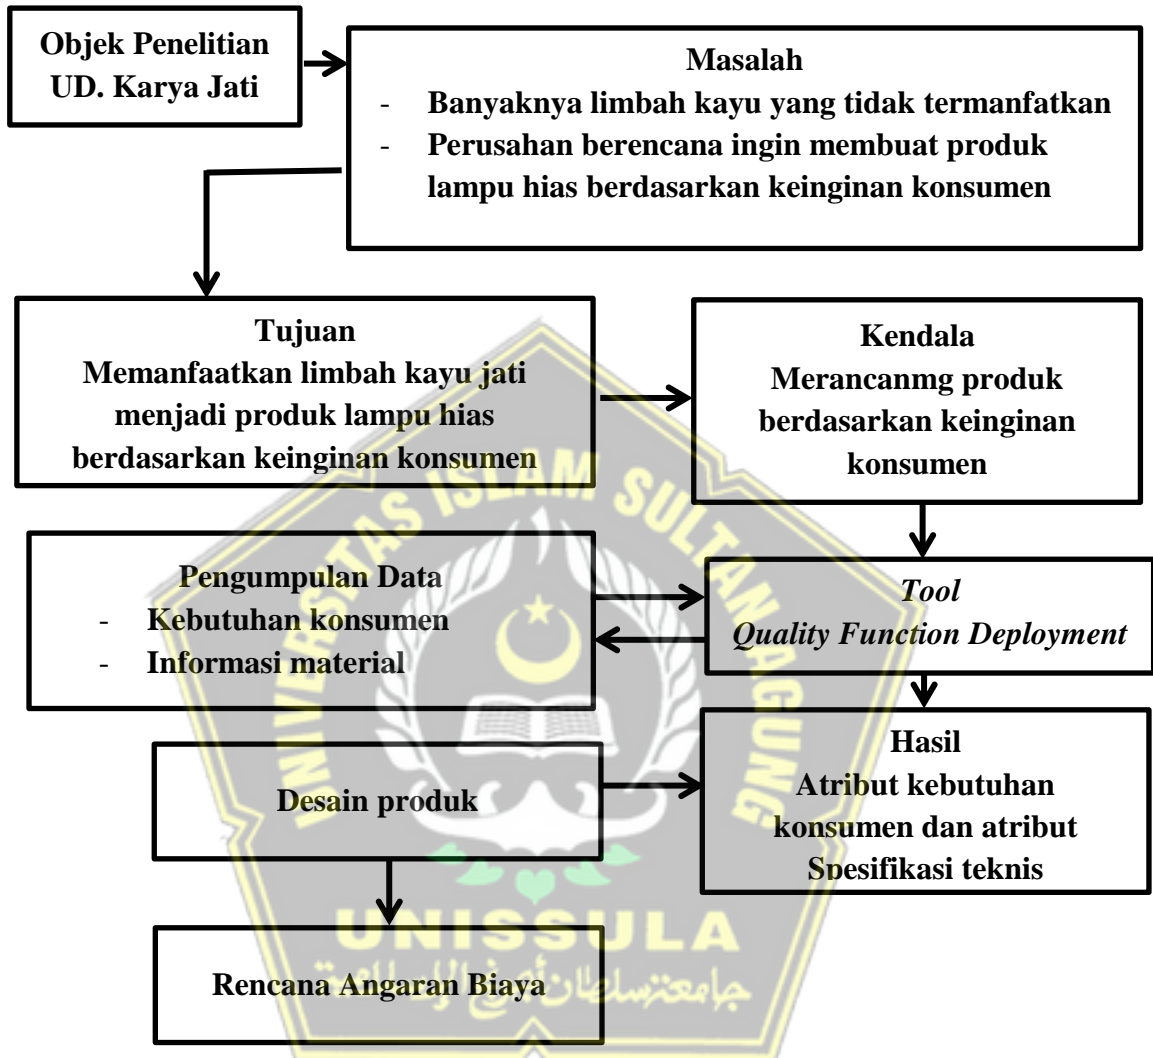 Objek Penelitian
UD. Karya Jati
Masalah
- Banyaknya limbah kayu yang tidak termanfatkan
- Perusahan berencana ingin membuat produk
lampu hias berdasarkan keinginan konsumen
Tujuan
Memanfaatkan limbah kayu jati
menjadi produk lampu hias
berdasarkan keinginan konsumen
Kendala
Merancanmg produk
berdasarkan keinginan
konsumen
Pengumpulan Data
- Kebutuhan konsumen
- Informasi material
Tool
Quality Function Deployment
Hasil
Atribut kebutuhan
konsumen dan atribut
Spesifikasi teknis
Desain produk
Rencana Angaran Biaya
UNIVERSITAS ISLAM SULTAN AGUNG
UNISSULA
جامعتنسلطان أجونج الإسلامية